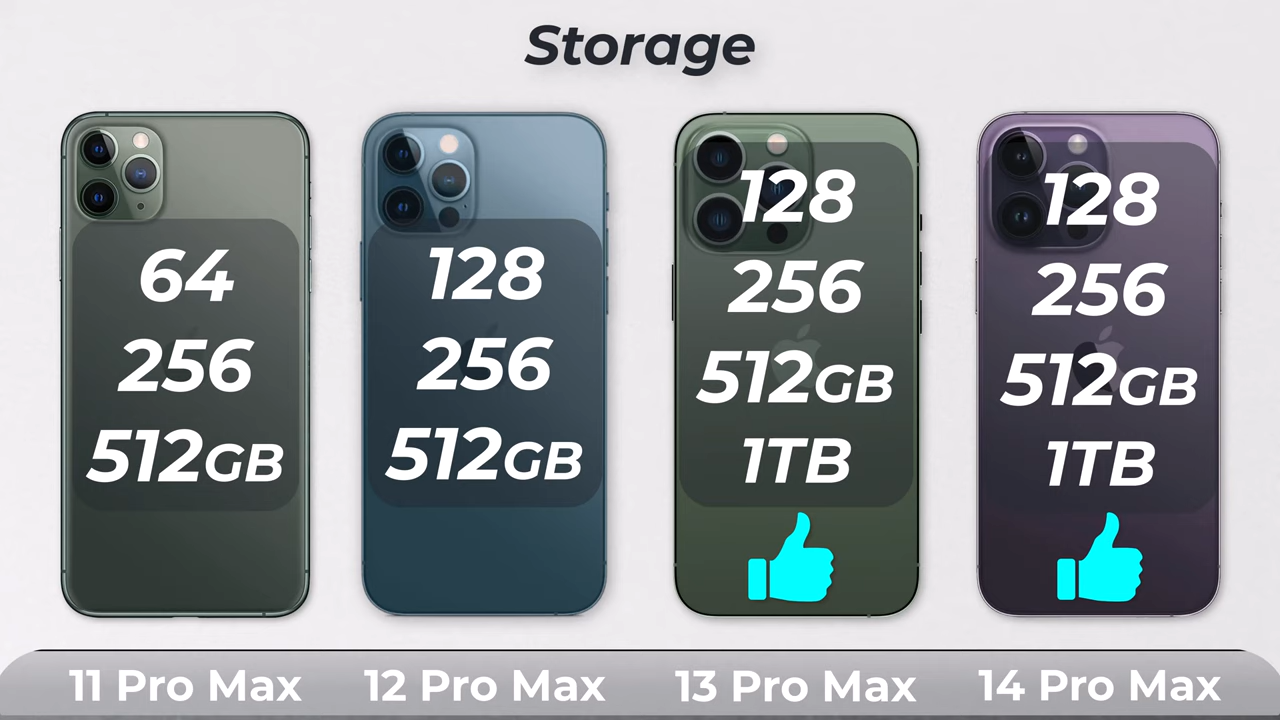 Storage
64
256
512GB
128
256
512GB
128
256
512GB
1TB
128
256
512GB
1TB
11 Pro Max
12 Pro Max
13 Pro Max
14 Pro Max